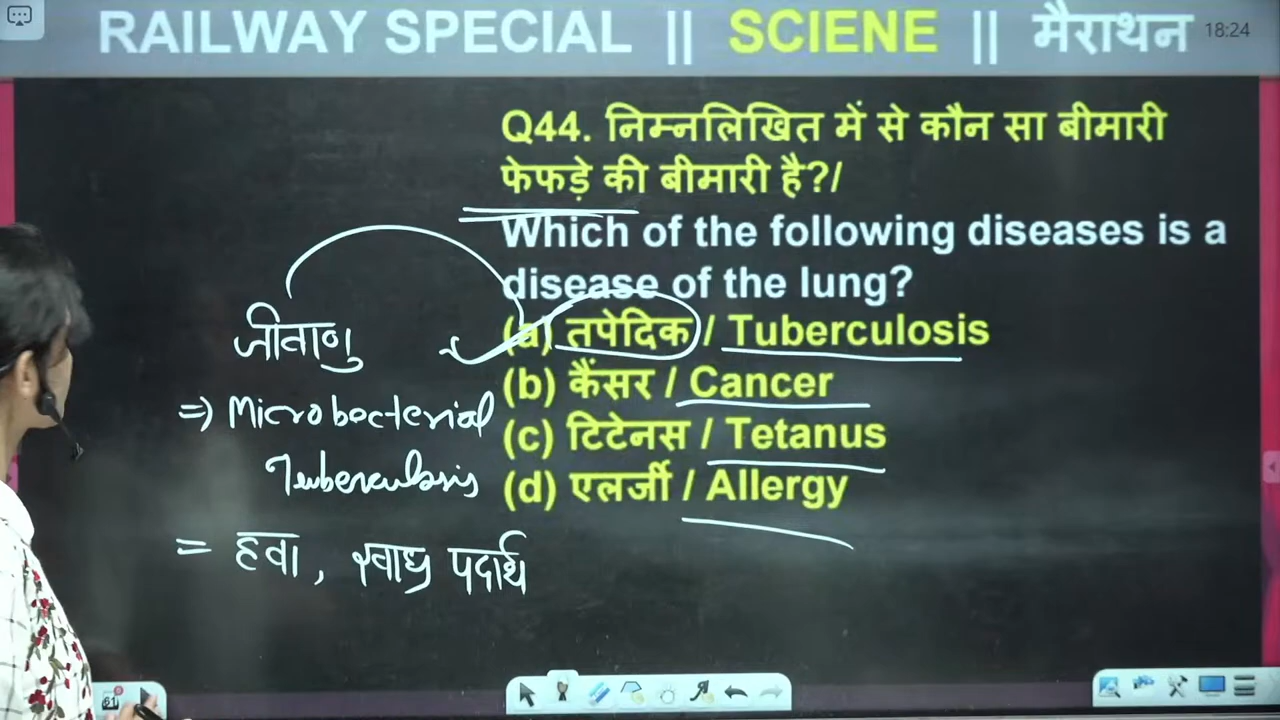 RAILWAY SPECIAL || SCIENE || मैराथन
18:24
Q44. निम्नलिखित में से कौन सा बीमारी
फेफड़े की बीमारी है?/
Which of the following diseases is a
disease of the lung?
(a) तपेदिक / Tuberculosis
(b) कैंसर / Cancer
(c) टिटेनस / Tetanus
(d) एलर्जी / Allergy
जीवाणु
=> Microbacterial
Tuberculosis
= हवा, खाद्य पदार्थ
61